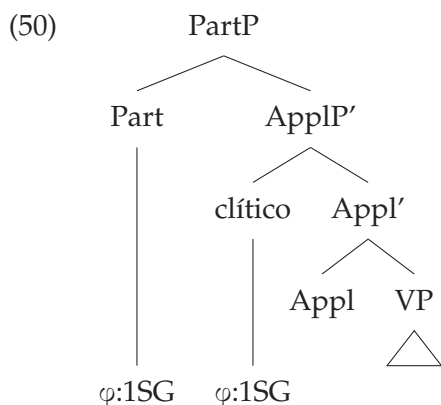 (50) PartP
Part ApplP’
clítico Appl’
Appl VP
φ:1SG φ:1SG